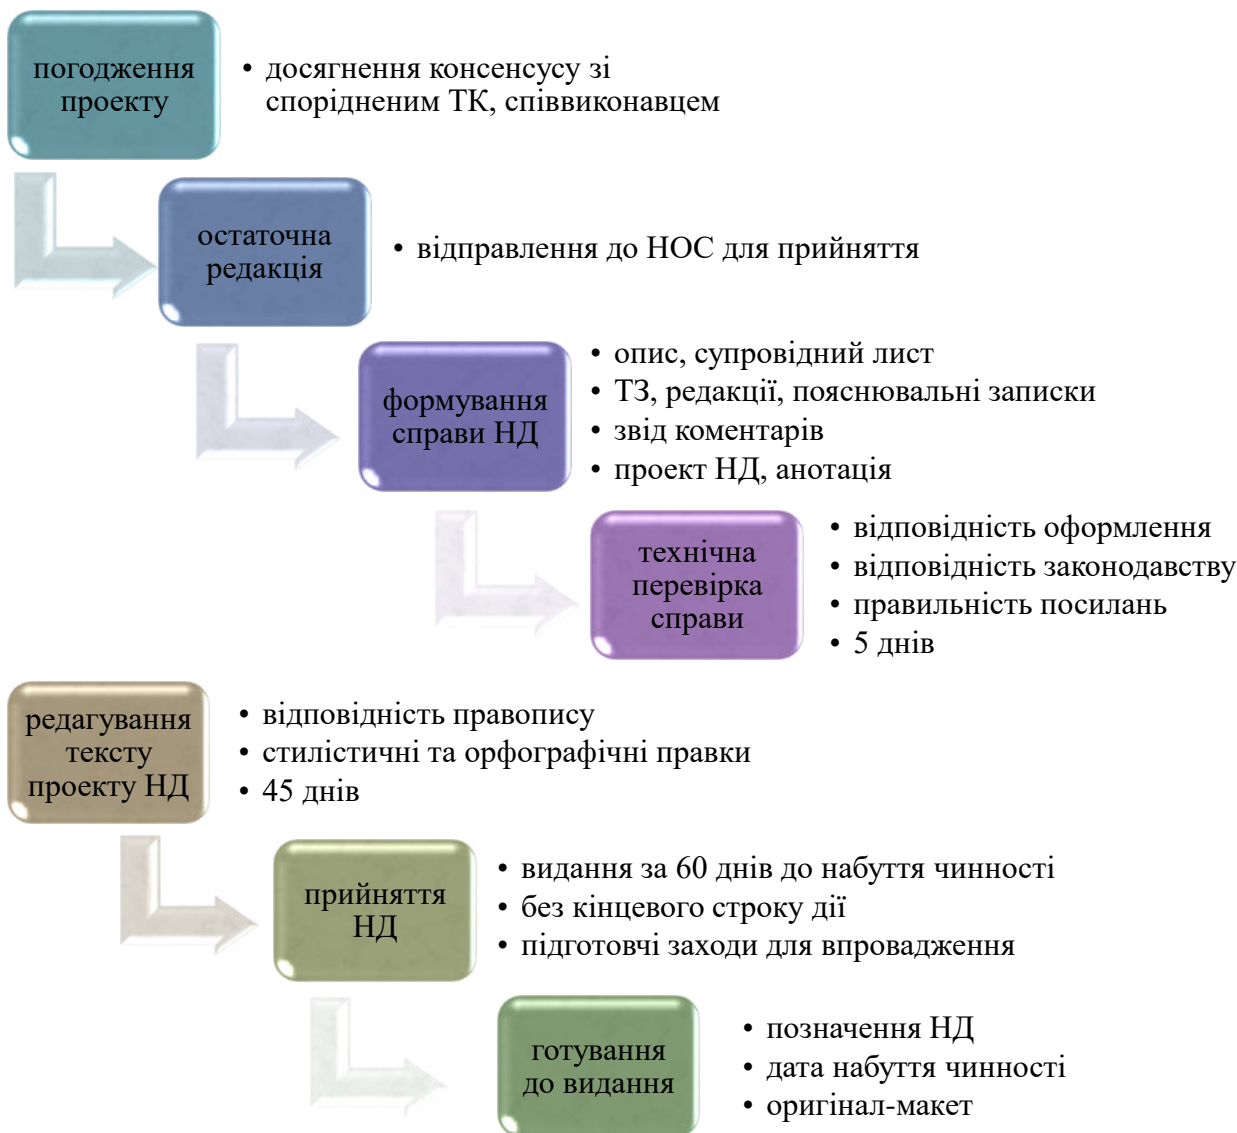 погодження
проекту
• досягнення консенсусу зі
спорідненим ТК, співвиконавцем
остаточна
редакція
• відправлення до НОС для прийняття
формування
справи НД
• опис, супровідний лист
• ТЗ, редакції, пояснювальні записки
• звід коментарів
• проект НД, анотація
технічна
перевірка
справи
• відповідність оформлення
• відповідність законодавству
• правильність посилань
• 5 днів
редагування
тексту
проекту НД
• відповідність правопису
• стилістичні та орфографічні правки
• 45 днів
прийняття
НД
• видання за 60 днів до набуття чинності
• без кінцевого строку дії
• підготовчі заходи для впровадження
готування
до видання
• позначення НД
• дата набуття чинності
• оригінал-макет